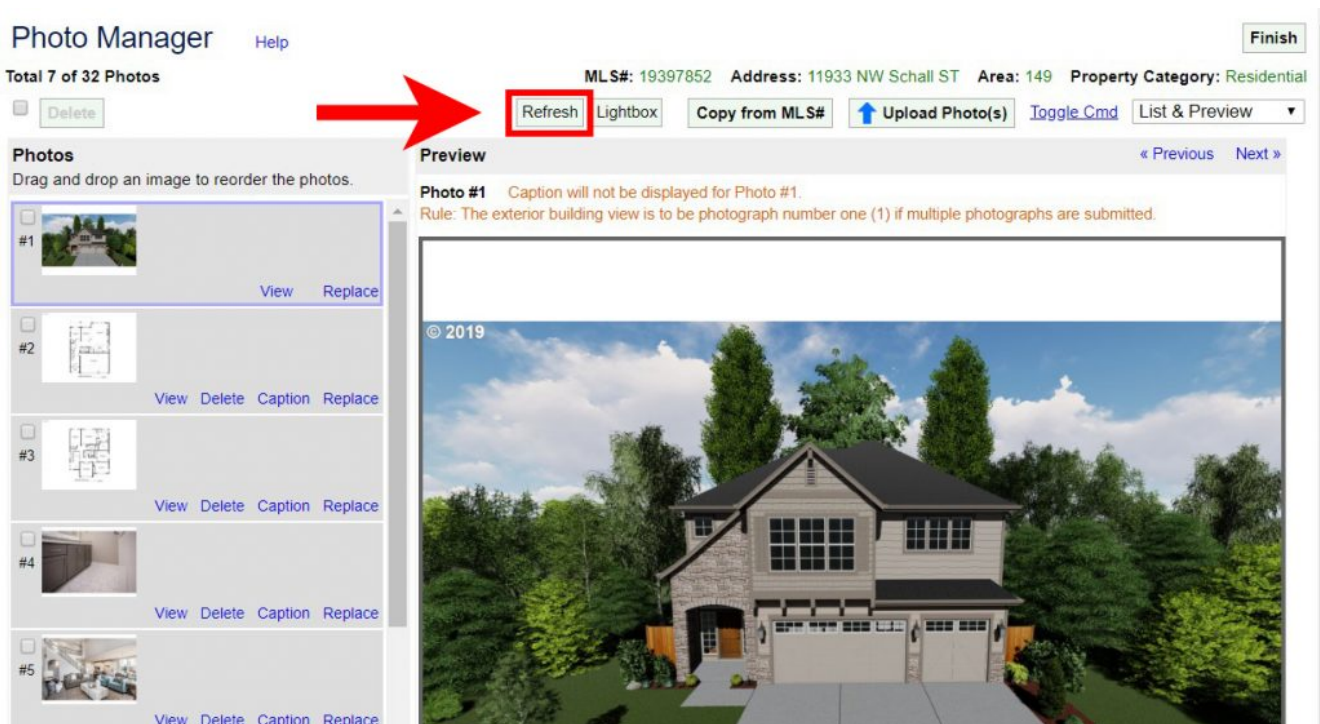 Photo Manager Help Finish
Total 7 of 32 Photos MLS#: 19397852 Address: 11933 NW Schall ST Area: 149 Property Category: Residential
Delete Refresh Lightbox Copy from MLS# Upload Photo(s) Toggle Cmd List & Preview
Photos
Drag and drop an image to reorder the photos.
#1
View Replace
#2
View Delete Caption Replace
#3
View Delete Caption Replace
#4
View Delete Caption Replace
#5
View Delete Caption Replace
Preview « Previous Next »
Photo #1 Caption will not be displayed for Photo #1.
Rule: The exterior building view is to be photograph number one (1) if multiple photographs are submitted.
© 2019